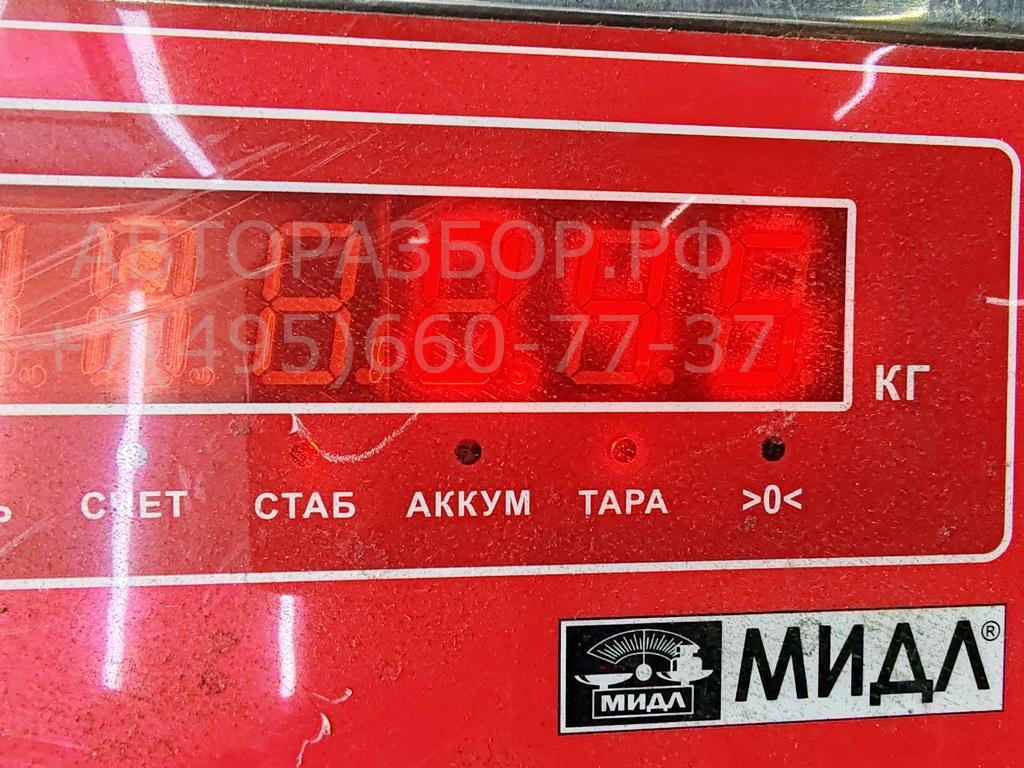 АВТОРАЗБОР.РФ
+7(495)660-77-37
КГ
Ь СЧЕТ СТАБ АККУМ ТАРА >0<
МИДЛ МИДЛ®